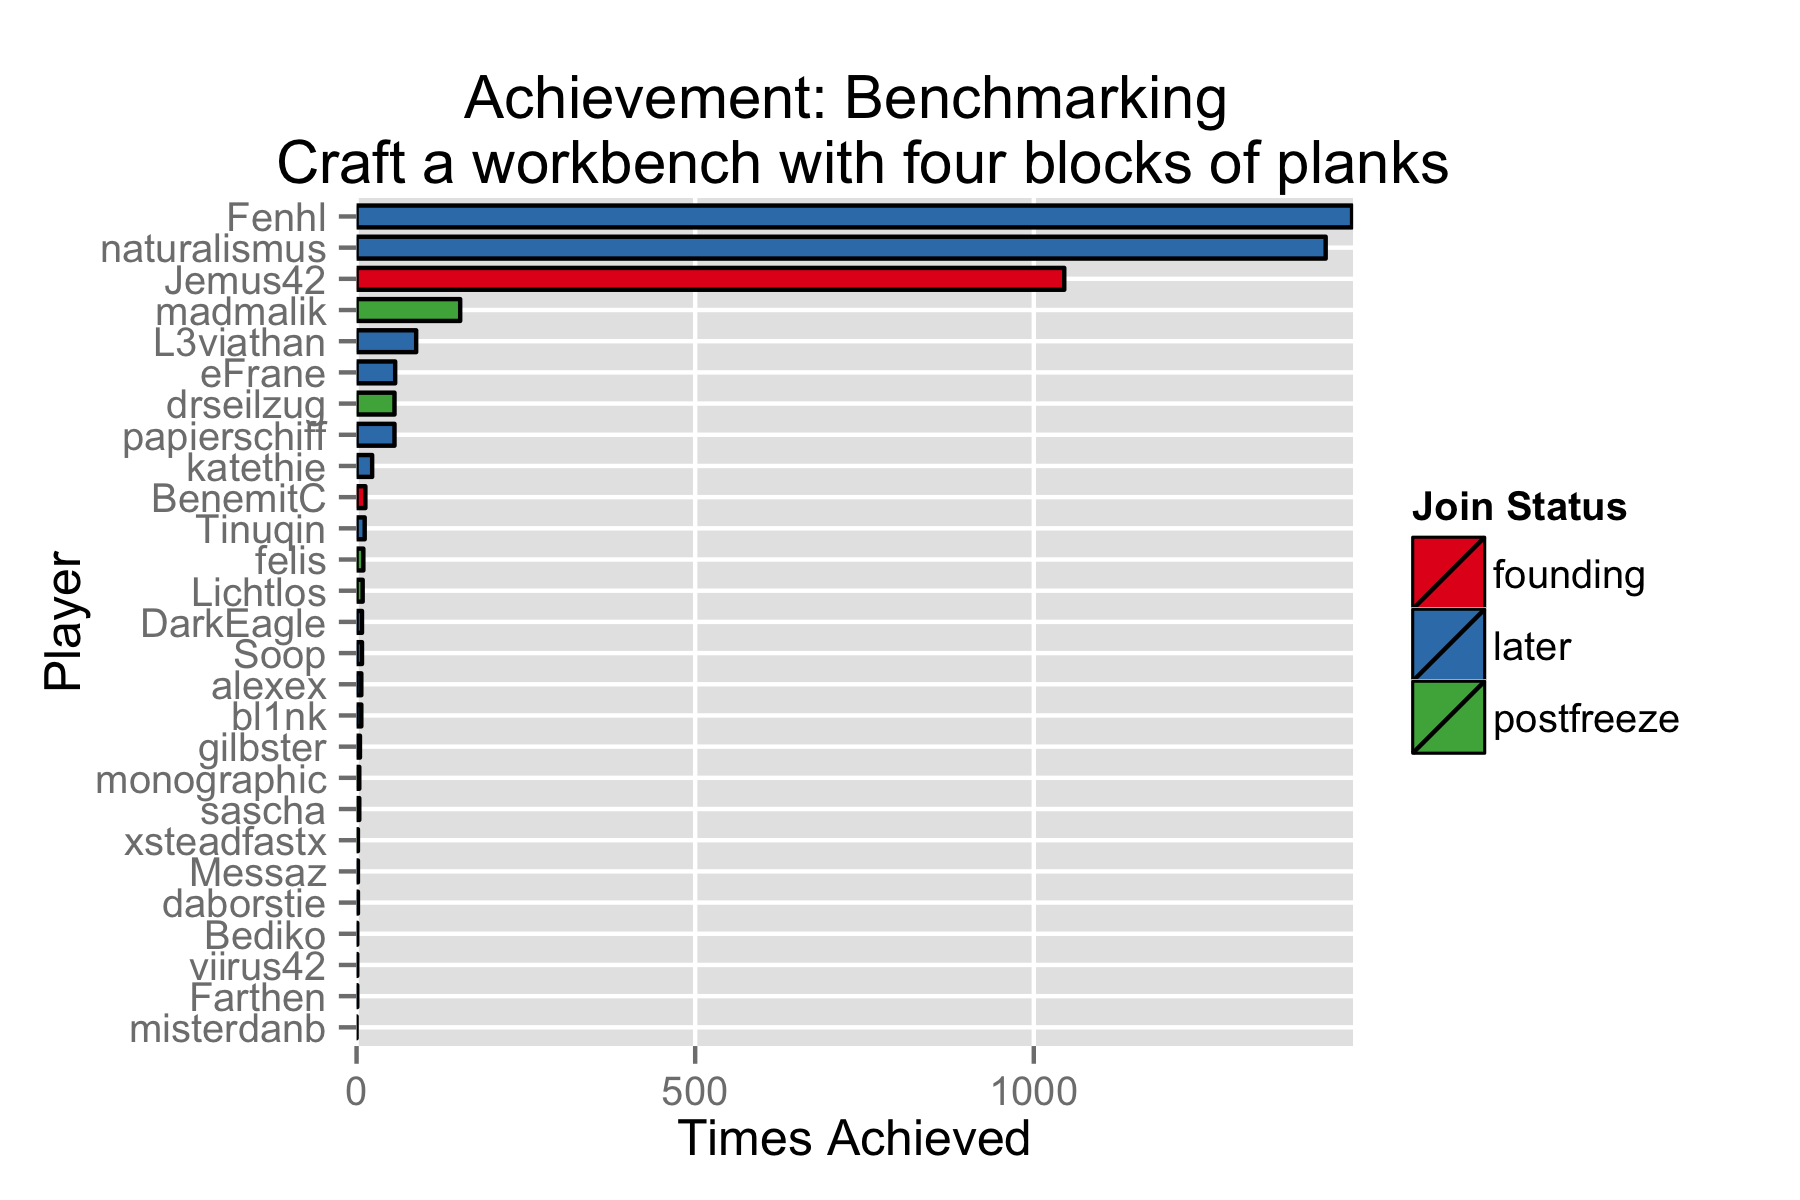 Achievement: Benchmarking
Craft a workbench with four blocks of planks
Fenhl
naturalismus
Jemus42
madmalik
L3viathan
eFrane
drseilzug
papierschiff
katethie
BenemitC
Tinuqin
felis
Lichtlos
DarkEagle
Soop
alexex
bl1nk
gilbster
monographic
sascha
xsteadfastx
Messaz
daborstie
Bediko
viirus42
Farthen
misterdanb
Player
0 500 1000
Times Achieved
Join Status
founding
later
postfreeze